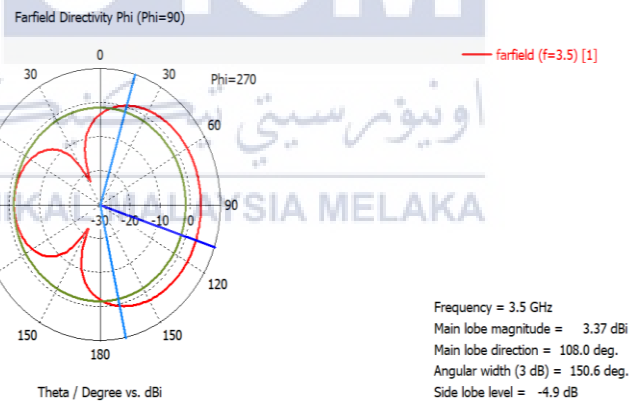 Farfield Directivity Phi (Phi=90)
farfield (f=3.5) [1]
0
30
30
Phi=270
60
اونيۏرسيتي تيكنيكل
90
-30
-20
-10
0
MALAYSIA MELAKA
120
150
150
180
Theta / Degree vs. dBi
Frequency = 3.5 GHz
Main lobe magnitude = 3.37 dBi
Main lobe direction = 108.0 deg.
Angular width (3 dB) = 150.6 deg.
Side lobe level = -4.9 dB